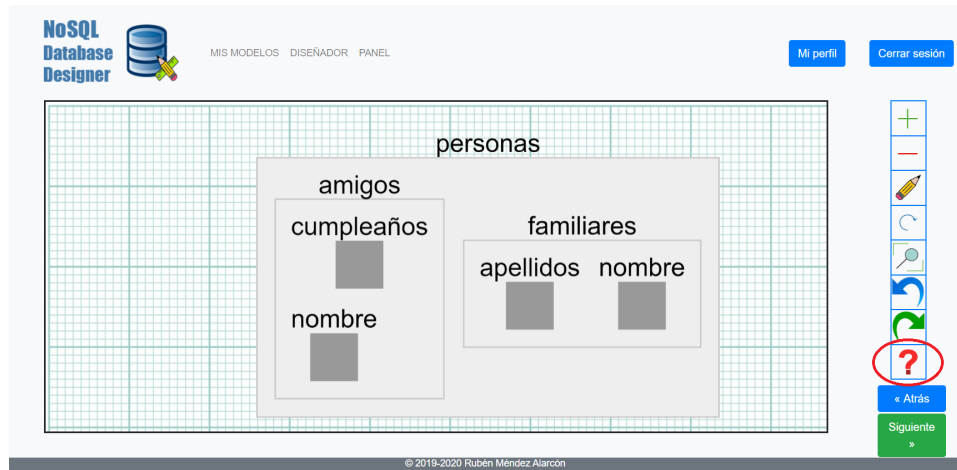 NoSQL
Database
Designer
MIS MODELOS DISEÑADOR PANEL
Mi perfil
Cerrar sesión
personas
amigos
cumpleaños
nombre
familiares
apellidos nombre
?
« Atrás
Siguiente
»
© 2019-2020 Rubén Méndez Alarcón